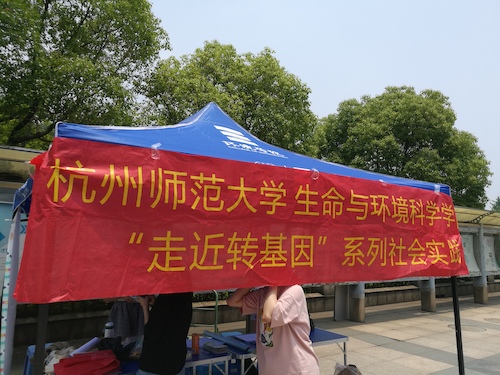 杭州师范大学生命与环境科学学
“走近转基因”系列社会实践